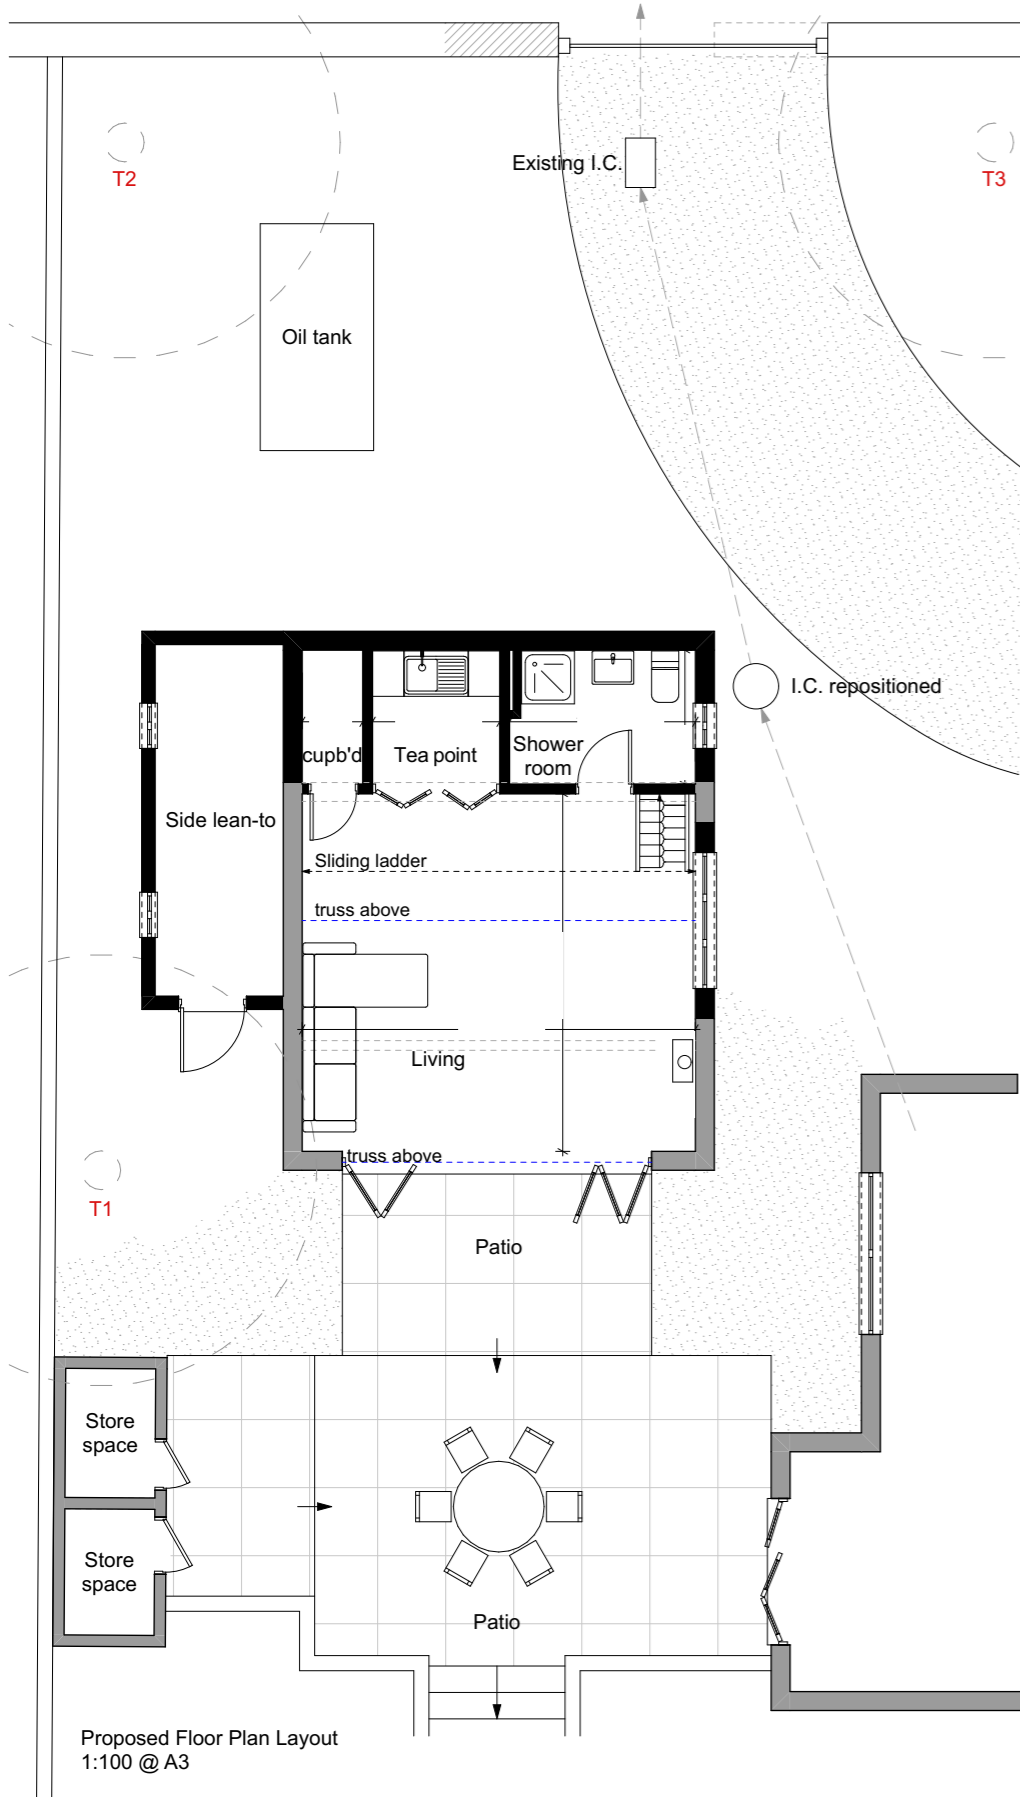 Existing I.C.
T2
T3
Oil tank
I.C. repositioned
cupb'd
Tea point
Shower
room
Side lean-to
Sliding ladder
truss above
Living
truss above
T1
Patio
Store
space
Store
space
Patio
Proposed Floor Plan Layout
1:100 @ A3